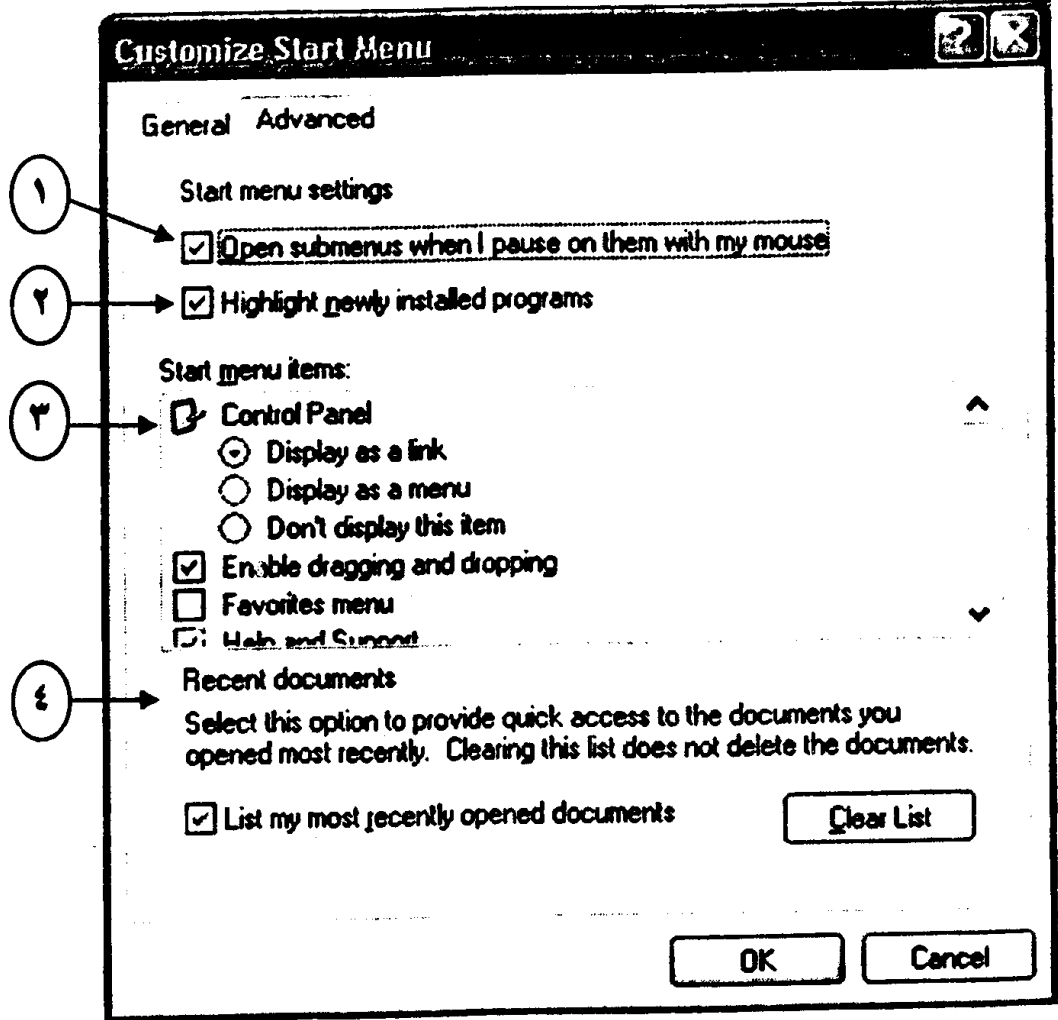 Customize Start Menu
General Advanced
Start menu settings
١
Open submenus when I pause on them with my mouse
٢
Highlight newly installed programs
Start menu items:
٣
Control Panel
Display as a link
Display as a menu
Don't display this item
Enable dragging and dropping
Favorites menu
Help and Support
٤
Recent documents
Select this option to provide quick access to the documents you
opened most recently. Clearing this list does not delete the documents.
List my most recently opened documents
Clear List
OK Cancel